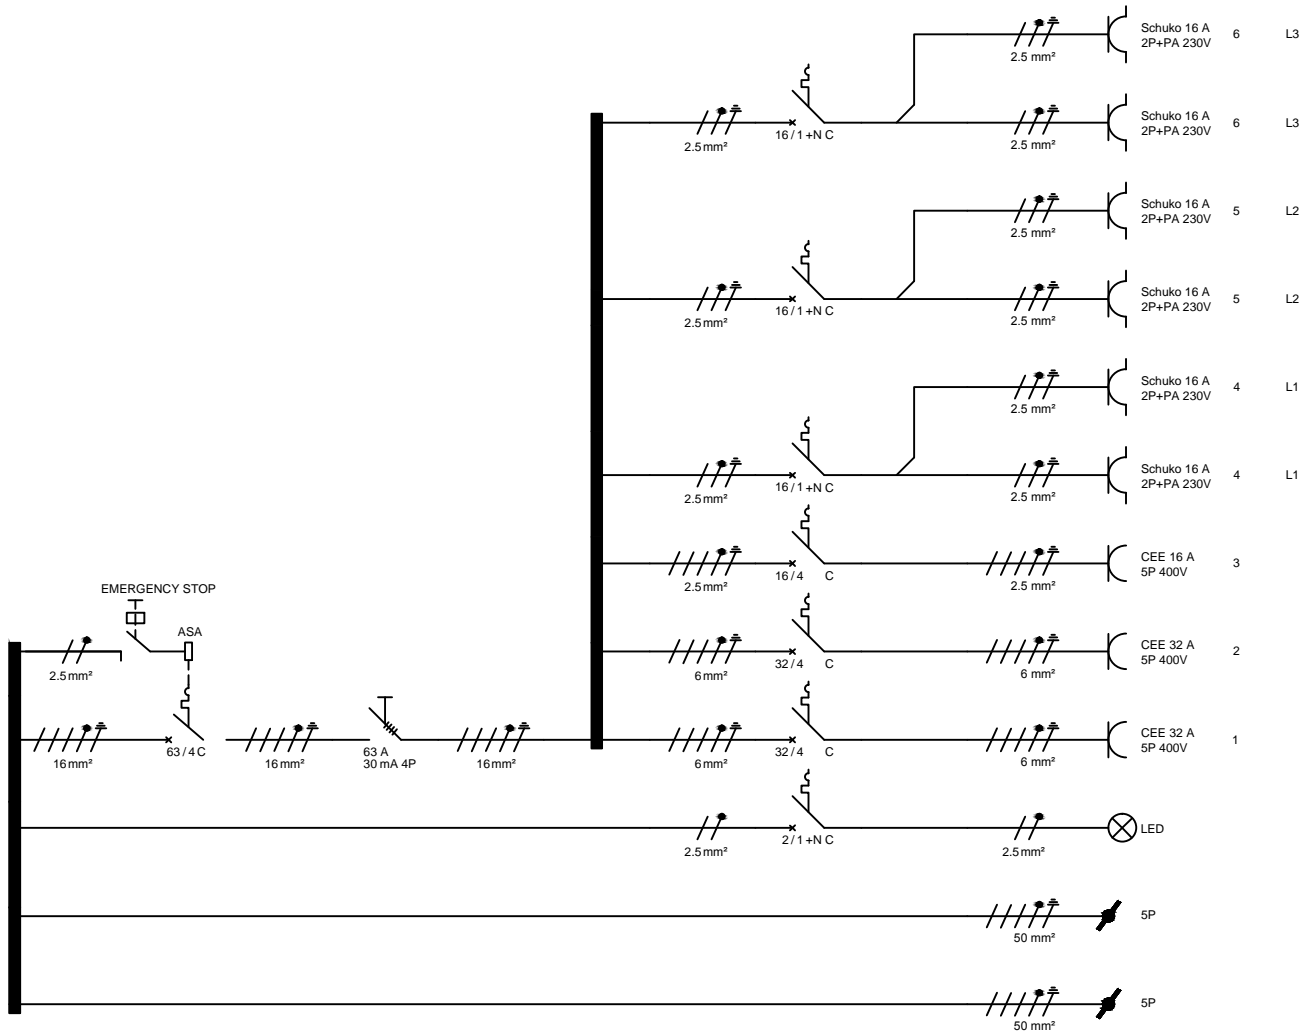 Schuko 16 A 6 L3
2P+PA 230V
2.5 mm²
Schuko 16 A 6 L3
2P+PA 230V
2.5 mm² 16 / 1 +N C 2.5 mm²
Schuko 16 A 5 L2
2P+PA 230V
2.5 mm²
Schuko 16 A 5 L2
2P+PA 230V
2.5 mm² 16 / 1 +N C 2.5 mm²
Schuko 16 A 4 L1
2P+PA 230V
2.5 mm²
Schuko 16 A 4 L1
2P+PA 230V
2.5 mm² 16 / 1 +N C 2.5 mm²
CEE 16 A 3
5P 400V
2.5 mm² 16 / 4 C 2.5 mm²
EMERGENCY STOP
ASA
2.5 mm²
CEE 32 A 2
5P 400V
6 mm² 32 / 4 C 6 mm²
CEE 32 A 1
5P 400V
16 mm² 63 / 4 C 16 mm² 63 A
30 mA 4P 16 mm² 6 mm² 32 / 4 C 6 mm²
LED
2.5 mm² 2 / 1 +N C 2.5 mm²
5P
50 mm²
5P
50 mm²